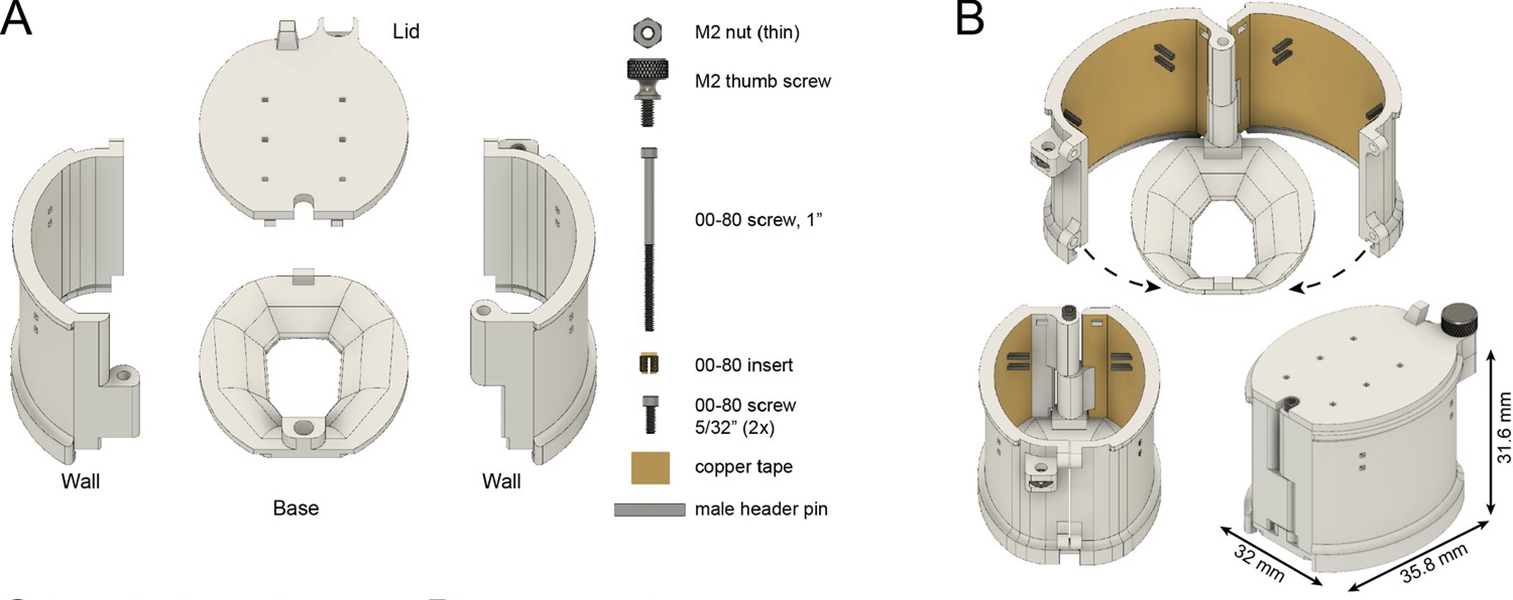 A
Lid
Wall
Base
Wall
M2 nut (thin)
M2 thumb screw
00-80 screw, 1”
00-80 insert
00-80 screw
5/32” (2x)
copper tape
male header pin
B
31.6 mm
32 mm
35.8 mm